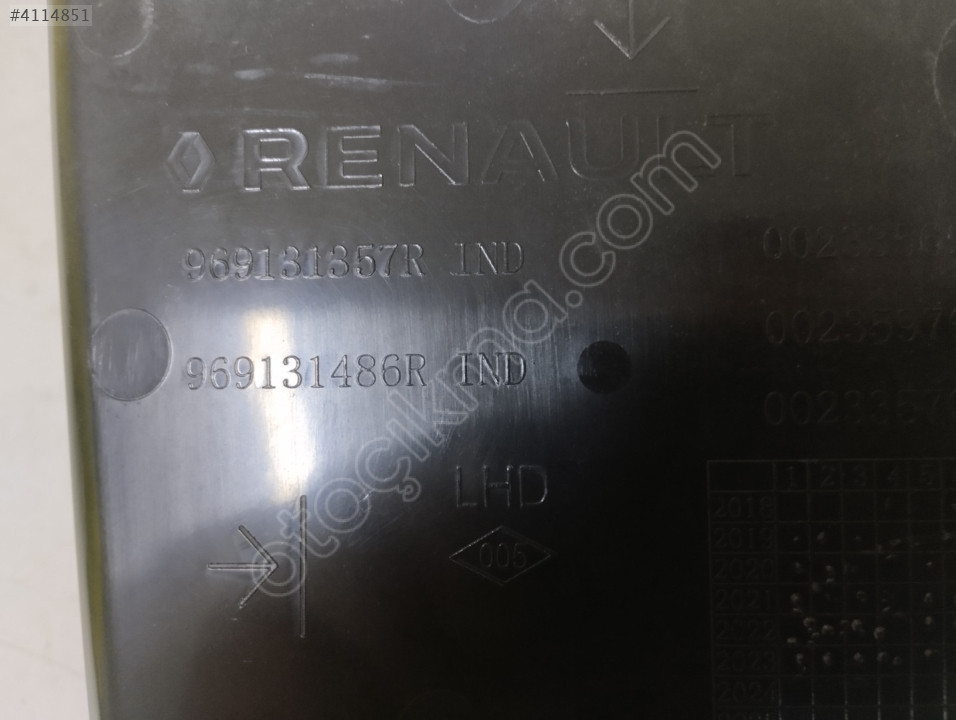 #4114851
RENAULT
969131357R IND
969131486R IND
LHD
006
otoçıkma.com
1 2 3 4 5
2018
2019
2020
2021
2022
2023
2024